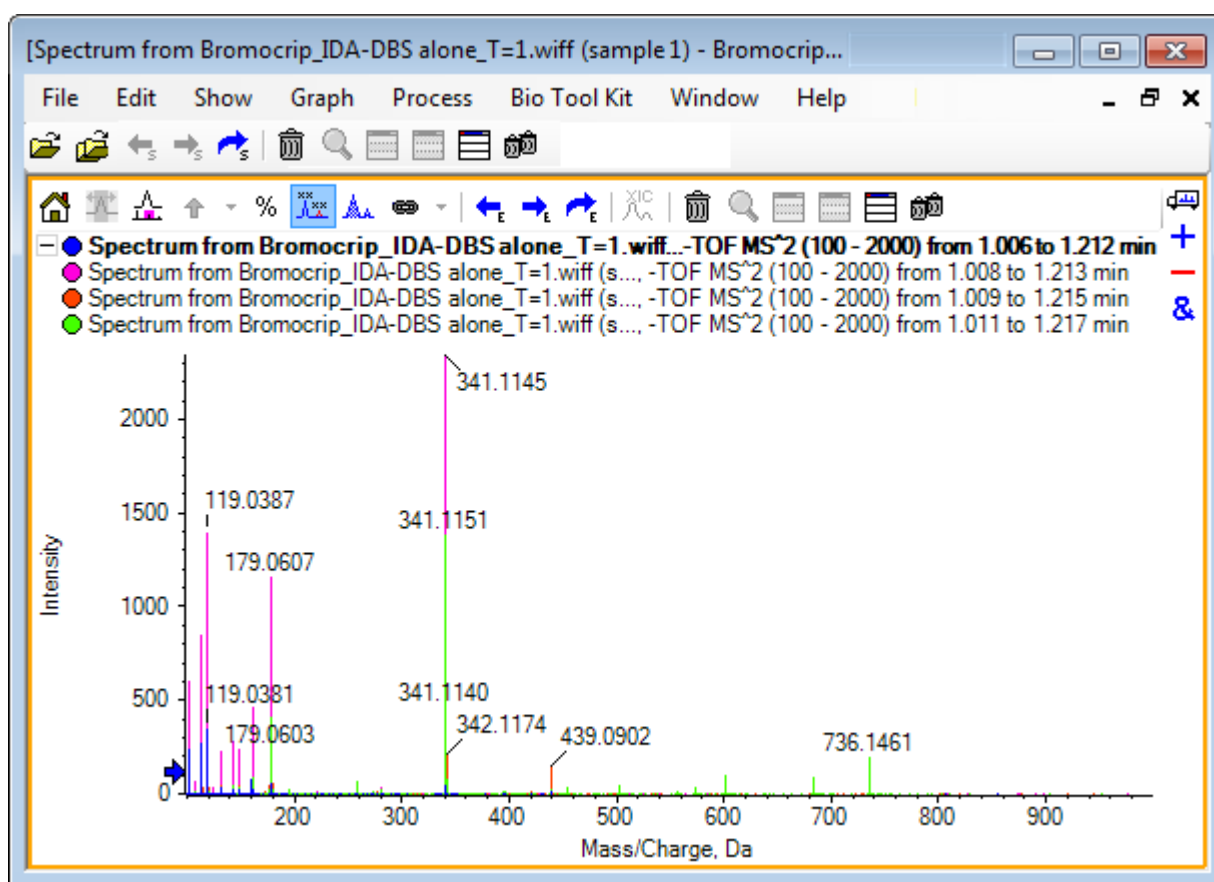 [Spectrum from Bromocrip_IDA-DBS alone_T=1.wiff (sample 1) - Bromocrip...
File Edit Show Graph Process Bio Tool Kit Window Help
S S S
% xx xx E E E XIC
Spectrum from Bromocrip_IDA-DBS alone_T=1.wiff...-TOF MS^2 (100 - 2000) from 1.006 to 1.212 min
Spectrum from Bromocrip_IDA-DBS alone_T=1.wiff (s..., -TOF MS^2 (100 - 2000) from 1.008 to 1.213 min
Spectrum from Bromocrip_IDA-DBS alone_T=1.wiff (s..., -TOF MS^2 (100 - 2000) from 1.009 to 1.215 min
Spectrum from Bromocrip_IDA-DBS alone_T=1.wiff (s..., -TOF MS^2 (100 - 2000) from 1.011 to 1.217 min
&
341.1145
2000
119.0387
1500
341.1151
179.0607
1000
Intensity
500
119.0381
341.1140
179.0603
342.1174
439.0902
736.1461
0
200 300 400 500 600 700 800 900
Mass/Charge, Da